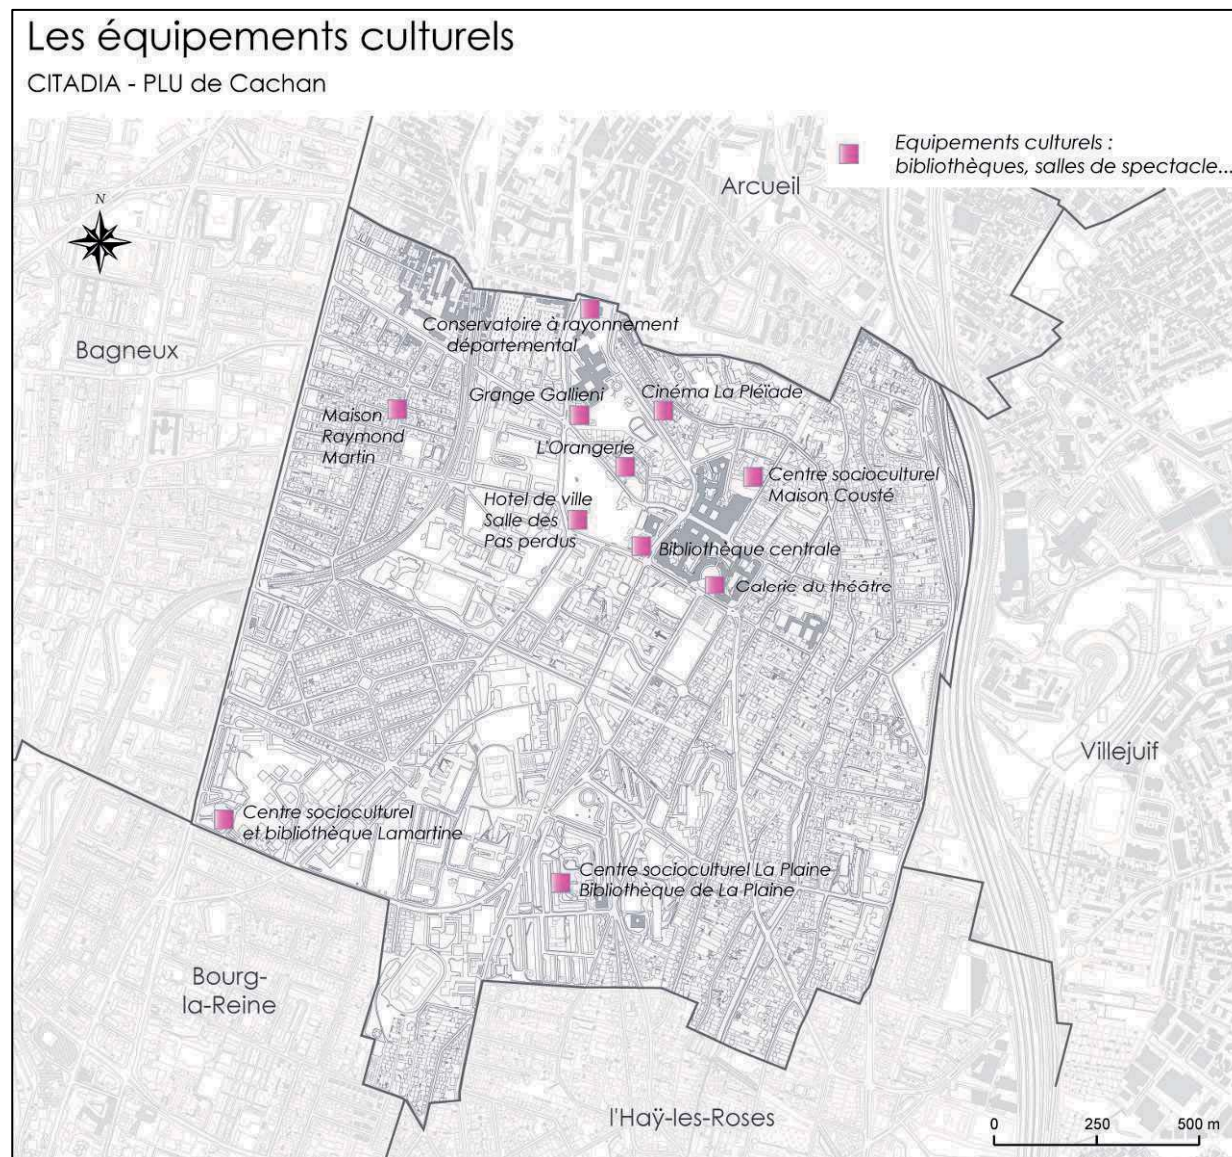 Les équipements culturels
CITADIA - PLU de Cachan
Equipements culturels :
bibliothèques, salles de spectacle...
Arcueil
N
Bagneux
Conservatoire à rayonnement
départemental
Grange Gallieni
Cinéma La Pléïade
Maison
Raymond
Martin
L'Orangerie
Centre socioculturel
Maison Cousté
Hotel de ville
Salle des
Pas perdus
Bibliothèque centrale
Galerie du théâtre
Villejuif
Centre socioculturel
et bibliothèque Lamartine
Centre socioculturel La Plaine
Bibliothèque de La Plaine
Bourg-
la-Reine
l'Haÿ-les-Roses
0 250 500 m